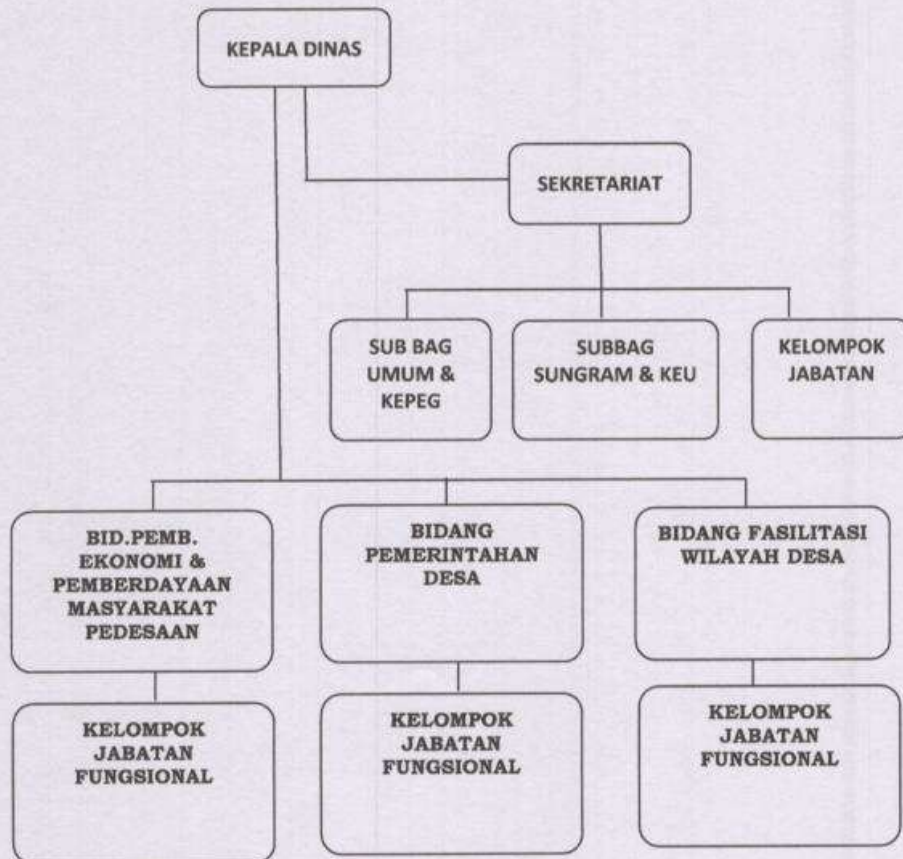 KEPALA DINAS
SEKRETARIAT
SUB BAG
UMUM &
KEPEG
SUBBAG
SUNGRAM & KEU
KELOMPOK
JABATAN
BID.PEMB.
EKONOMI &
PEMBERDAYAAN
MASYARAKAT
PEDESAAN
BIDANG
PEMERINTAHAN
DESA
BIDANG FASILITASI
WILAYAH DESA
KELOMPOK
JABATAN
FUNGSIONAL
KELOMPOK
JABATAN
FUNGSIONAL
KELOMPOK
JABATAN
FUNGSIONAL